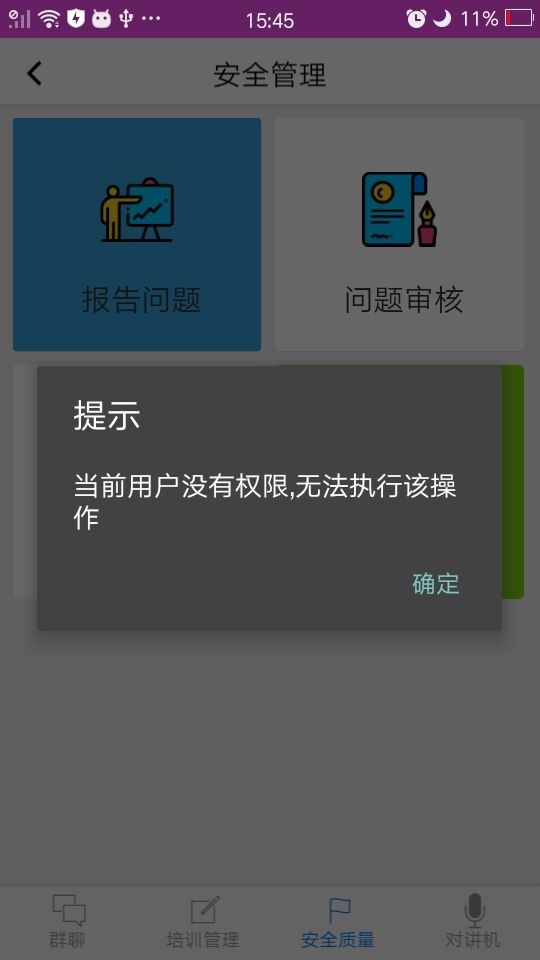 15:45
11%
安全管理
报告问题
问题审核
提示
当前用户没有权限,无法执行该操
作
确定
群聊
培训管理
安全质量
对讲机